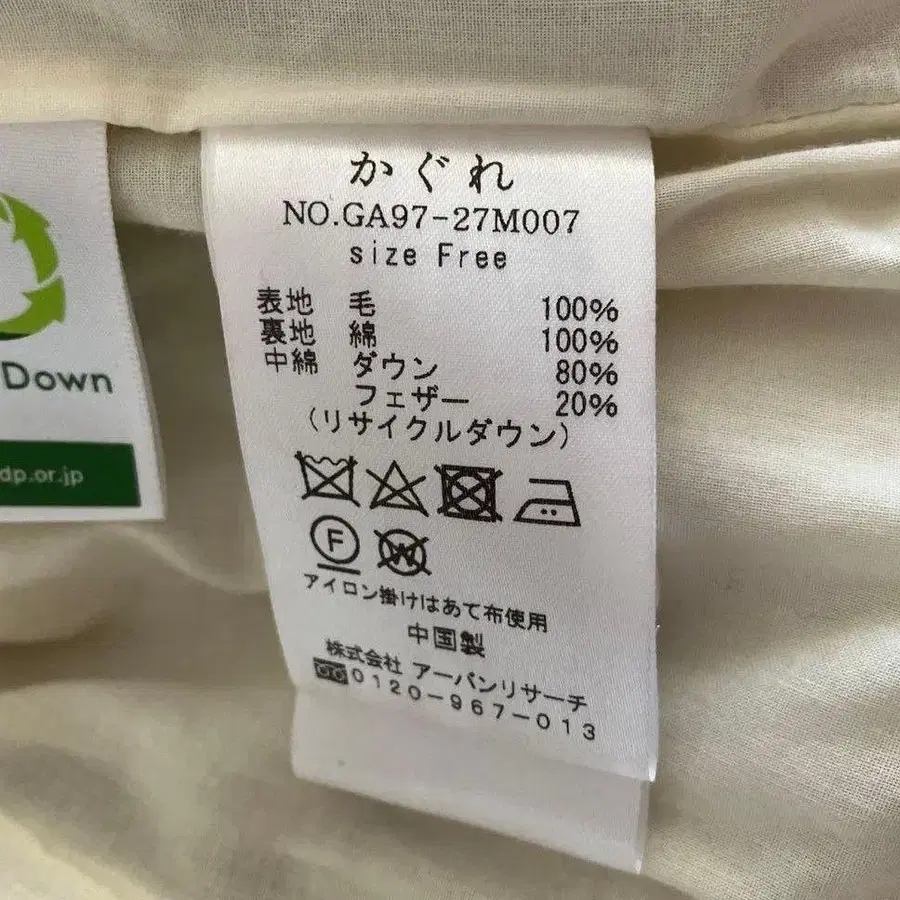 かぐれ
NO.GA97-27M007
size Free
表地 毛 100%
裏地 綿 100%
中綿 ダウン 80%
フェザー 20%
(リサイクルダウン)
F W
アイロン掛けはあて布使用
中国製
株式会社 アーバンリサーチ
0120-967-013
Down
dp.or.jp